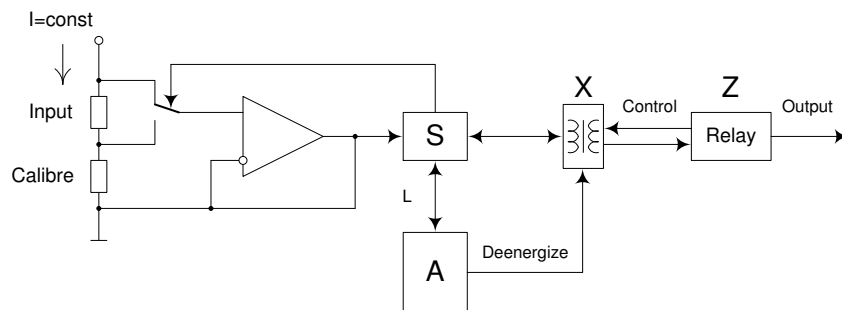 I=const
Input
Calibre
S
L
A
Deenergize
X
Control
Z
Relay
Output